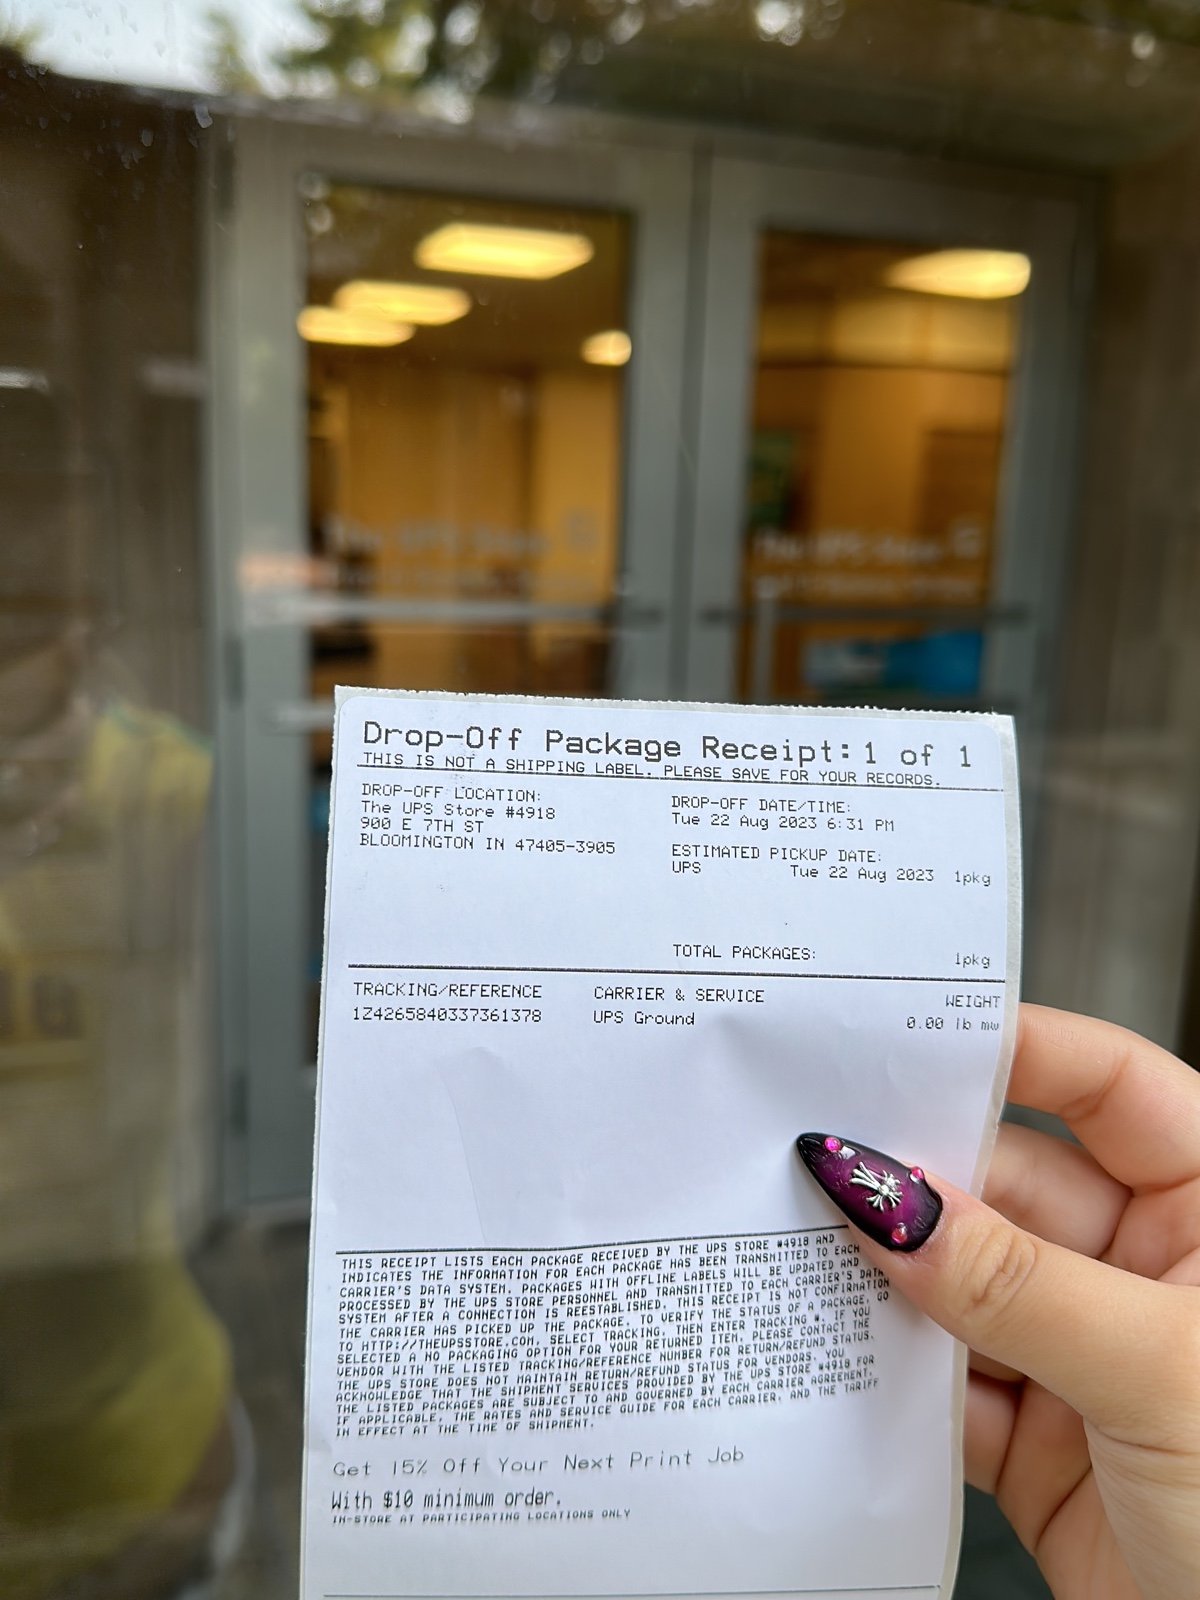 The UPS Store
The UPS Store
Drop-Off Package Receipt: 1 of 1
THIS IS NOT A SHIPPING LABEL. PLEASE SAVE FOR YOUR RECORDS.
DROP-OFF LOCATION:
The UPS Store #4918
900 E 7TH ST
BLOOMINGTON IN 47405-3905
DROP-OFF DATE/TIME:
Tue 22 Aug 2023 6:31 PM
ESTIMATED PICKUP DATE:
UPS Tue 22 Aug 2023 1pkg
TOTAL PACKAGES: 1pkg
TRACKING/REFERENCE CARRIER & SERVICE WEIGHT
1Z4265840337361378 UPS Ground 0.00 lb mw
THIS RECEIPT LISTS EACH PACKAGE RECEIVED BY THE UPS STORE #4918 AND
INDICATES THE INFORMATION FOR EACH PACKAGE HAS BEEN TRANSMITTED TO EACH
CARRIER'S DATA SYSTEM. PACKAGES WITH OFFLINE LABELS WILL BE UPDATED AND
PROCESSED BY THE UPS STORE PERSONNEL AND TRANSMITTED TO EACH CARRIER'S DATA
SYSTEM AFTER A CONNECTION IS REESTABLISHED. THIS RECEIPT IS NOT CONFIRMATION
THE CARRIER HAS PICKED UP THE PACKAGE. TO VERIFY THE STATUS OF A PACKAGE, GO
TO HTTP://THEUPSSTORE.COM, SELECT TRACKING, THEN ENTER TRACKING #. IF YOU
SELECTED A NO PACKAGING OPTION FOR YOUR RETURNED ITEM, PLEASE CONTACT THE
VENDOR WITH THE LISTED TRACKING/REFERENCE NUMBER FOR RETURN/REFUND STATUS.
THE UPS STORE DOES NOT MAINTAIN RETURN/REFUND STATUS FOR VENDORS. YOU
ACKNOWLEDGE THAT THE SHIPMENT SERVICES PROVIDED BY THE UPS STORE #4918 FOR
THE LISTED PACKAGES ARE SUBJECT TO AND GOVERNED BY EACH CARRIER AGREEMENT,
IF APPLICABLE, THE RATES AND SERVICE GUIDE FOR EACH CARRIER, AND THE TARIFF
IN EFFECT AT THE TIME OF SHIPMENT.
Get 15% Off Your Next Print Job
With $10 minimum order.
IN-STORE AT PARTICIPATING LOCATIONS ONLY